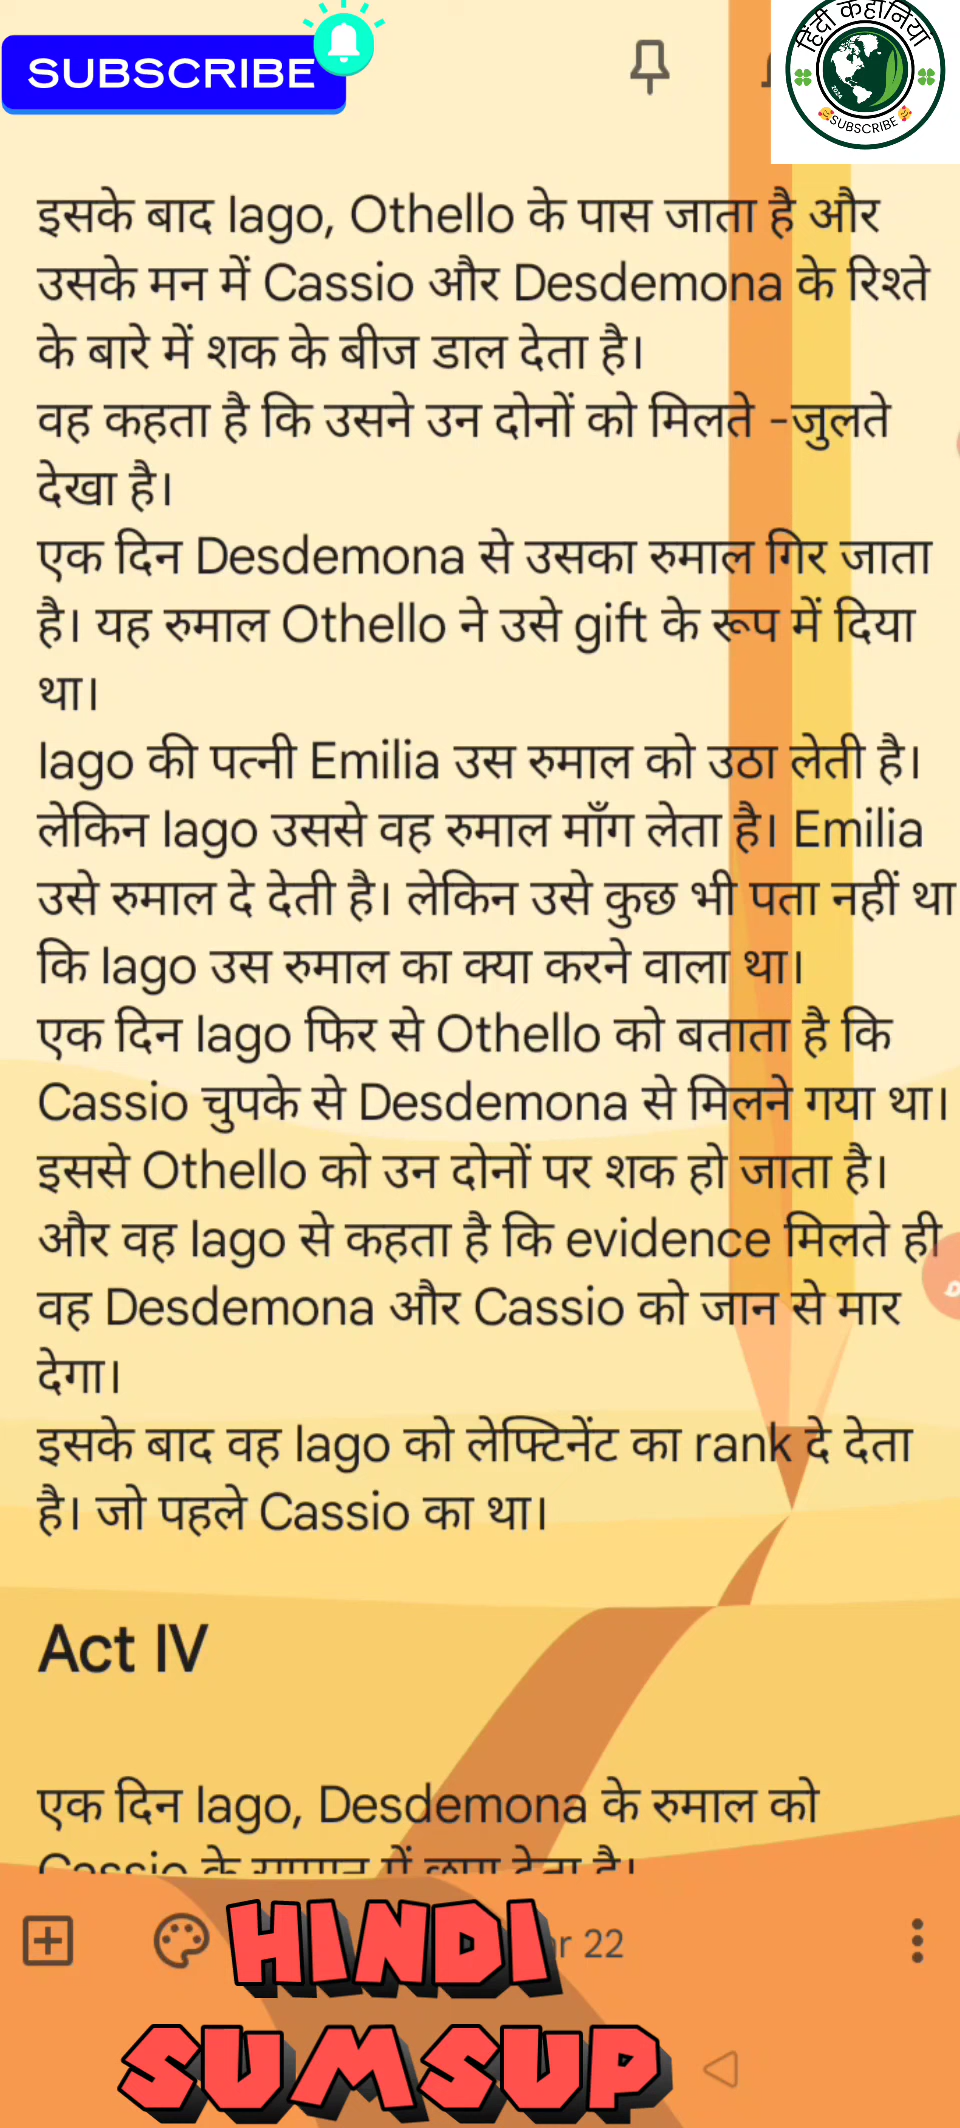 SUBSCRIBE
हिंदी कहानियां
2024
SUBSCRIBE
इसके बाद Iago, Othello के पास जाता है और
उसके मन में Cassio और Desdemona के रिश्ते
के बारे में शक के बीज डाल देता है।
वह कहता है कि उसने उन दोनों को मिलते -जुलते
देखा है।
एक दिन Desdemona से उसका रुमाल गिर जाता
है। यह रुमाल Othello ने उसे gift के रूप में दिया
था।
Iago की पत्नी Emilia उस रुमाल को उठा लेती है।
लेकिन Iago उससे वह रुमाल माँग लेता है। Emilia
उसे रुमाल दे देती है। लेकिन उसे कुछ भी पता नहीं था
कि Iago उस रुमाल का क्या करने वाला था।
एक दिन Iago फिर से Othello को बताता है कि
Cassio चुपके से Desdemona से मिलने गया था।
इससे Othello को उन दोनों पर शक हो जाता है।
और वह Iago से कहता है कि evidence मिलते ही
वह Desdemona और Cassio को जान से मार
देगा।
इसके बाद वह Iago को लेफ्टिनेंट का rank दे देता
है। जो पहले Cassio का था।
Act IV
एक दिन Iago, Desdemona के रुमाल को
Cassio के सामान में छुपा देता है।
r 22
HINDI
SUMSUP